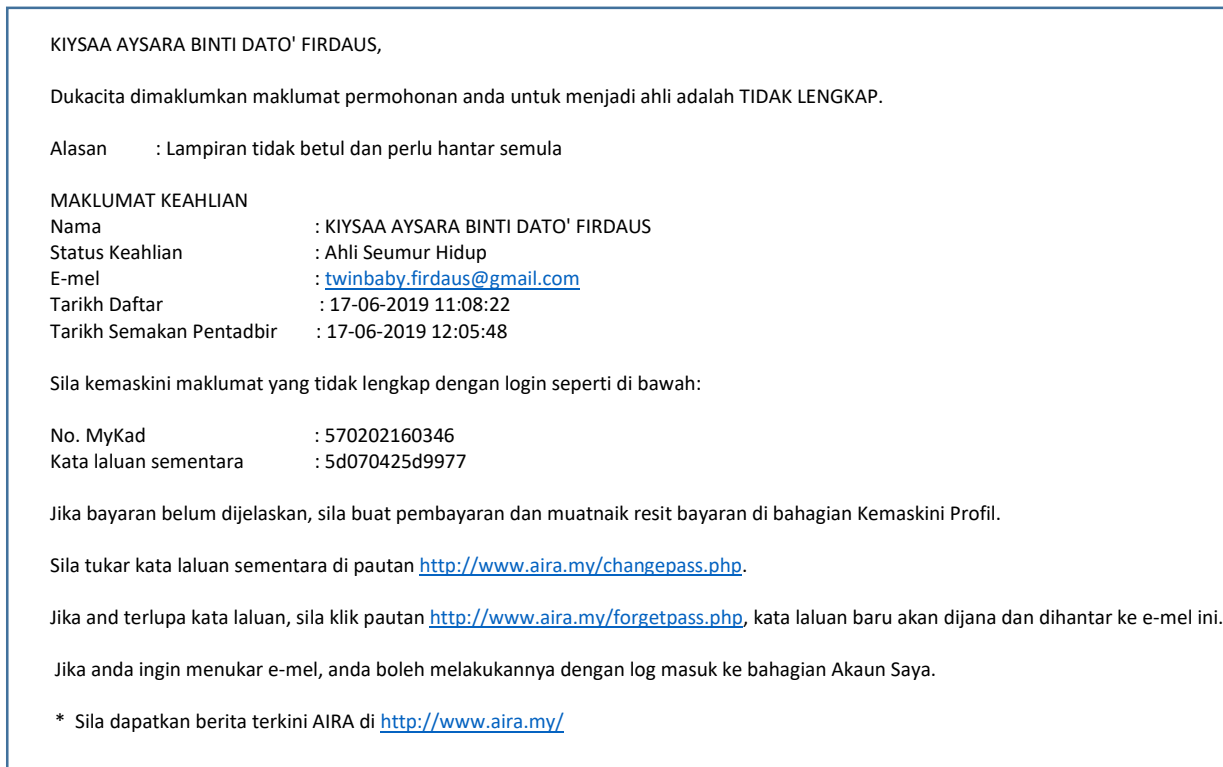 KIYSAA AYSARA BINTI DATO' FIRDAUS,
Dukacita dimaklumkan maklumat permohonan anda untuk menjadi ahli adalah TIDAK LENGKAP.
Alasan : Lampiran tidak betul dan perlu hantar semula
MAKLUMAT KEAHLIAN
Nama : KIYSAA AYSARA BINTI DATO' FIRDAUS
Status Keahlian : Ahli Seumur Hidup
E-mel : twinbaby.firdaus@gmail.com
Tarikh Daftar : 17-06-2019 11:08:22
Tarikh Semakan Pentadbir : 17-06-2019 12:05:48
Sila kemaskini maklumat yang tidak lengkap dengan login seperti di bawah:
No. MyKad : 570202160346
Kata laluan sementara : 5d070425d9977
Jika bayaran belum dijelaskan, sila buat pembayaran dan muatnaik resit bayaran di bahagian Kemaskini Profil.
Sila tukar kata laluan sementara di pautan http://www.aira.my/changepass.php.
Jika and terlupa kata laluan, sila klik pautan http://www.aira.my/forgetpass.php, kata laluan baru akan dijana dan dihantar ke e-mel ini.
Jika anda ingin menukar e-mel, anda boleh melakukannya dengan log masuk ke bahagian Akaun Saya.
* Sila dapatkan berita terkini AIRA di http://www.aira.my/